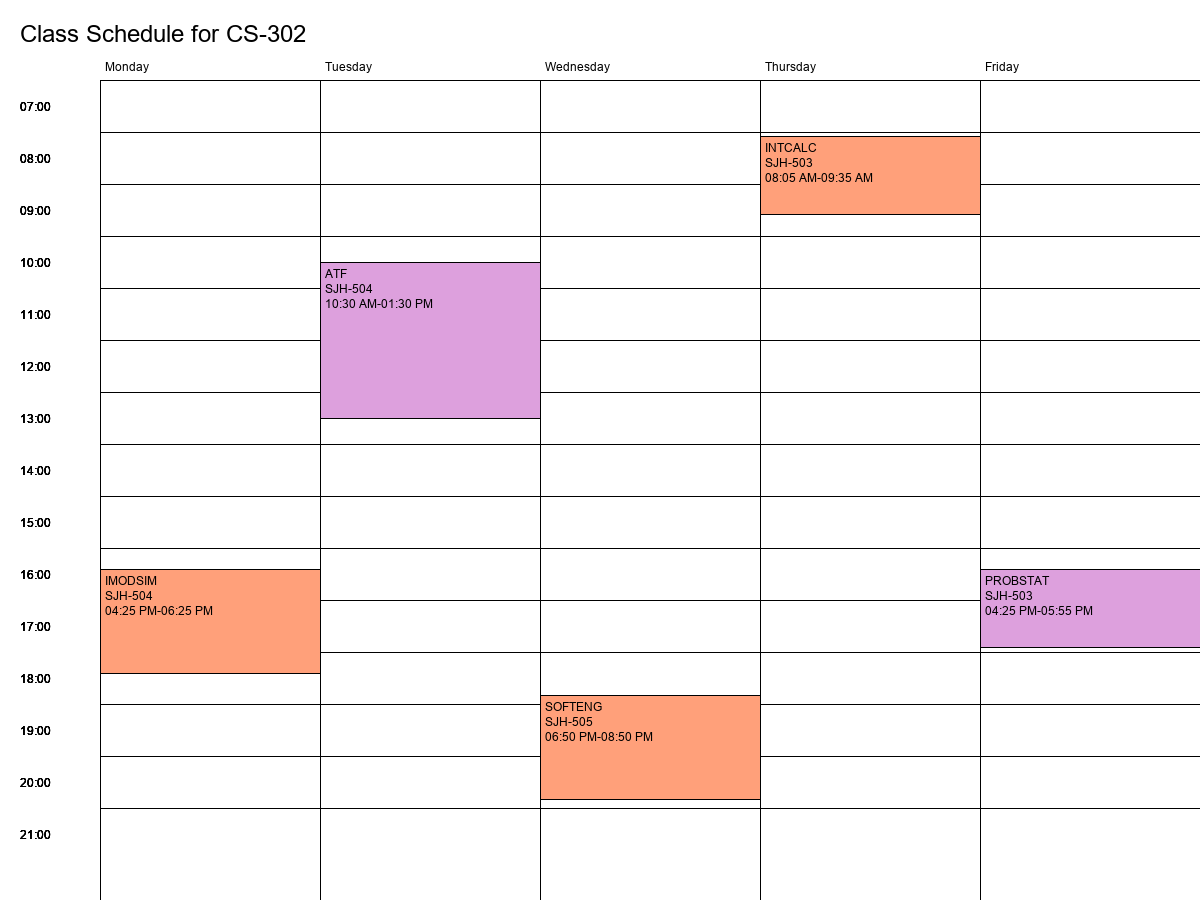 Class Schedule for CS-302
Monday Tuesday Wednesday Thursday Friday
07:00
08:00
09:00
10:00
11:00
12:00
13:00
14:00
15:00
16:00
17:00
18:00
19:00
20:00
21:00
IMODSIM
SJH-504
04:25 PM-06:25 PM
ATF
SJH-504
10:30 AM-01:30 PM
SOFTENG
SJH-505
06:50 PM-08:50 PM
INTCALC
SJH-503
08:05 AM-09:35 AM
PROBSTAT
SJH-503
04:25 PM-05:55 PM